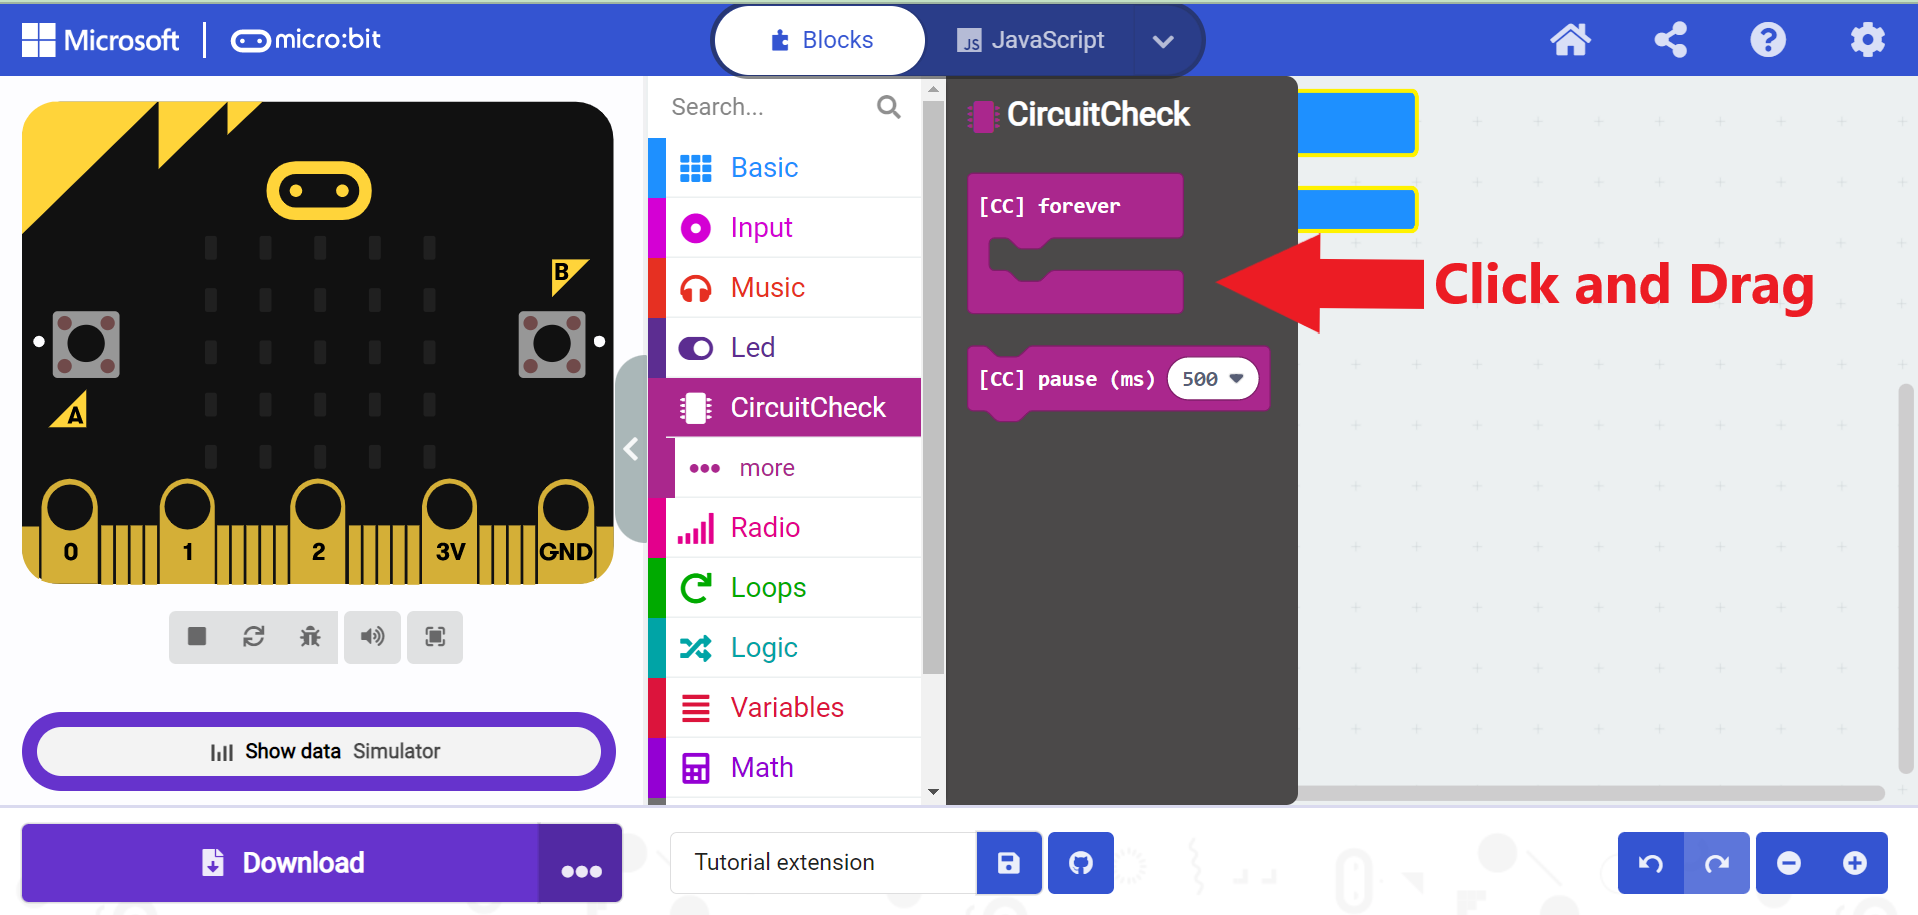 Microsoft
micro:bit
Blocks
JS JavaScript
B
A
0 1 2 3V GND
Show data Simulator
Download
Search...
Basic
Input
Music
Led
CircuitCheck
more
Radio
Loops
Logic
Variables
Math
CircuitCheck
[CC] forever
[CC] pause (ms) 500
Click and Drag
Tutorial extension